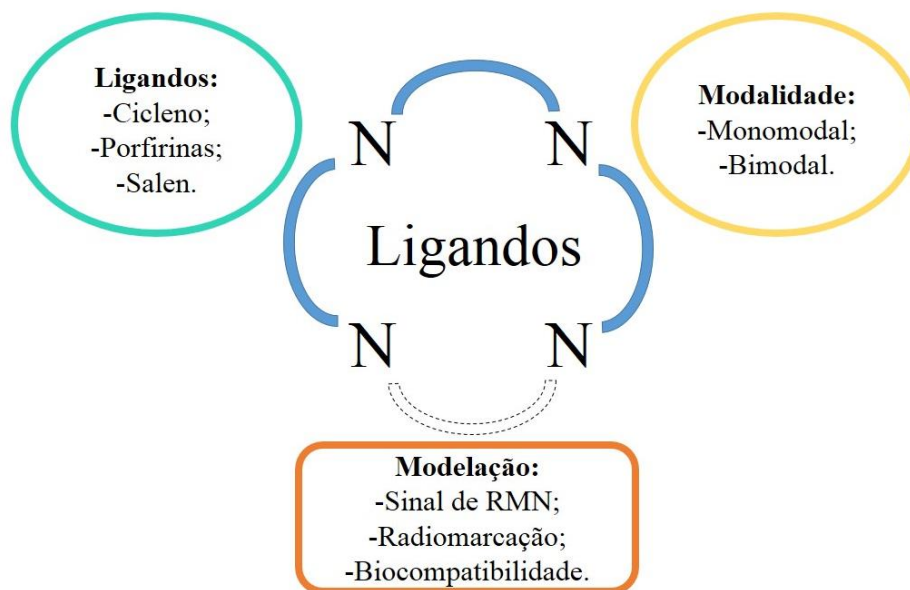 Ligandos:
-Cicleno;
-Porfirinas;
-Salen.
Modalidade:
-Monomodal;
-Bimodal.
N N
Ligandos
N N
Modelação:
-Sinal de RMN;
-Radiomarcação;
-Biocompatibilidade.